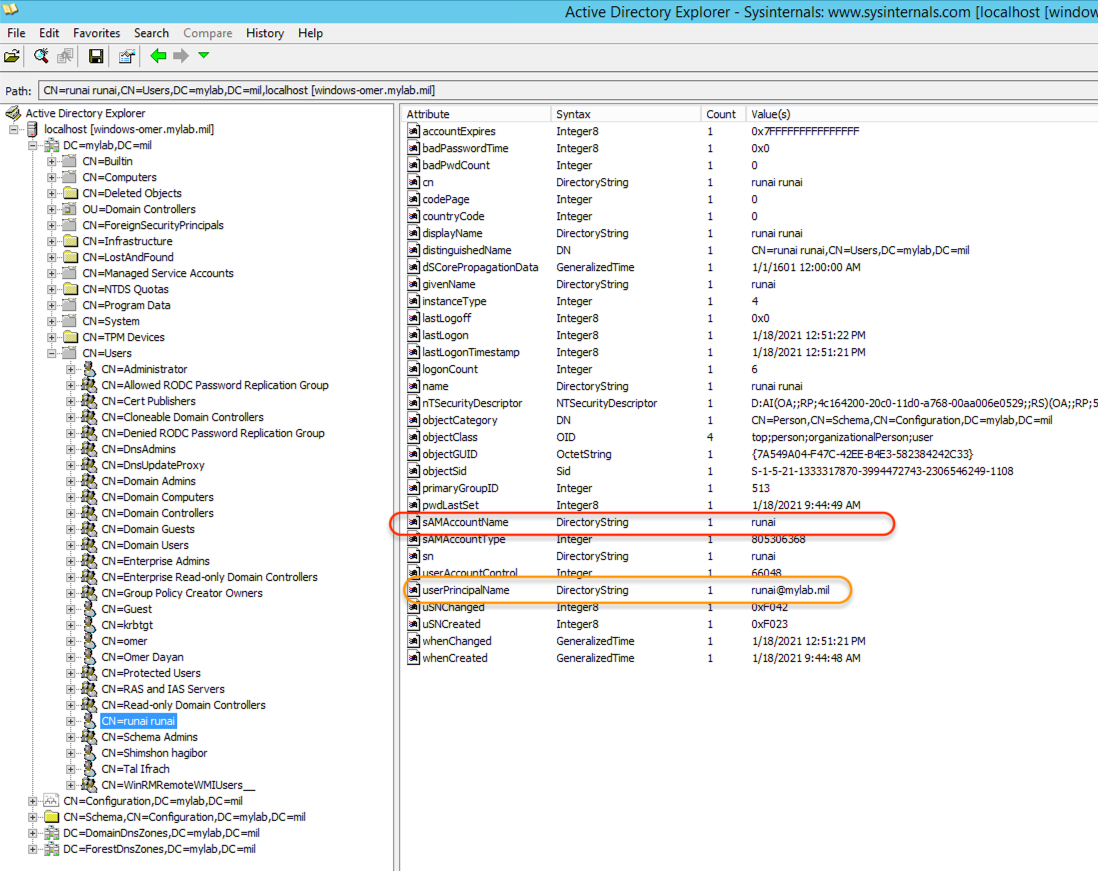 Active Directory Explorer - Sysinternals: www.sysinternals.com [localhost [windows
File Edit Favorites Search Compare History Help
Path: CN=runai runai,CN=Users,DC=mylab,DC=mil,localhost [windows-omer.mylab.mil]
Active Directory Explorer
localhost [windows-omer.mylab.mil]
DC=mylab,DC=mil
CN=Builtin
CN=Computers
CN=Deleted Objects
OU=Domain Controllers
CN=ForeignSecurityPrincipals
CN=Infrastructure
CN=LostAndFound
CN=Managed Service Accounts
CN=NTDS Quotas
CN=Program Data
CN=System
CN=TPM Devices
CN=Users
CN=Administrator
CN=Allowed RODC Password Replication Group
CN=Cert Publishers
CN=Cloneable Domain Controllers
CN=Denied RODC Password Replication Group
CN=DnsAdmins
CN=DnsUpdateProxy
CN=Domain Admins
CN=Domain Computers
CN=Domain Controllers
CN=Domain Guests
CN=Domain Users
CN=Enterprise Admins
CN=Enterprise Read-only Domain Controllers
CN=Group Policy Creator Owners
CN=Guest
CN=krbtgt
CN=omer
CN=Omer Dayan
CN=Protected Users
CN=RAS and IAS Servers
CN=Read-only Domain Controllers
CN=runai runai
CN=Schema Admins
CN=Shimshon hagibor
CN=Tal Ifrach
CN=WinRMRemoteWMIUsers__
CN=Configuration,DC=mylab,DC=mil
CN=Schema,CN=Configuration,DC=mylab,DC=mil
DC=DomainDnsZones,DC=mylab,DC=mil
DC=ForestDnsZones,DC=mylab,DC=mil
Attribute Syntax Count Value(s)
accountExpires Integer8 1 0x7FFFFFFFFFFFFFFF
badPasswordTime Integer8 1 0x0
badPwdCount Integer 1 0
cn DirectoryString 1 runai runai
codePage Integer 1 0
countryCode Integer 1 0
displayName DirectoryString 1 runai runai
distinguishedName DN 1 CN=runai runai,CN=Users,DC=mylab,DC=mil
dSCorePropagationData GeneralizedTime 1 1/1/1601 12:00:00 AM
givenName DirectoryString 1 runai
instanceType Integer 1 4
lastLogoff Integer8 1 0x0
lastLogon Integer8 1 1/18/2021 12:51:22 PM
lastLogonTimestamp Integer8 1 1/18/2021 12:51:21 PM
logonCount Integer 1 6
name DirectoryString 1 runai runai
nTSecurityDescriptor NTSecurityDescriptor 1 D:AI(OA;;RP;4c164200-20c0-11d0-a768-00aa006e0529;;RS)(OA;;RP;5
objectCategory DN 1 CN=Person,CN=Schema,CN=Configuration,DC=mylab,DC=mil
objectClass OID 4 top;person;organizationalPerson;user
objectGUID OctetString 1 {7A549A04-F47C-42EE-B4E3-582384242C33}
objectSid Sid 1 S-1-5-21-1333317870-3994472743-2306546249-1108
primaryGroupID Integer 1 513
pwdLastSet Integer8 1 1/18/2021 9:44:49 AM
sAMAccountName DirectoryString 1 runai
sAMAccountType Integer 1 805306368
sn DirectoryString 1 runai
userAccountControl Integer 1 66048
userPrincipalName DirectoryString 1 runai@mylab.mil
uSNChanged Integer8 1 0xF042
uSNCreated Integer8 1 0xF023
whenChanged GeneralizedTime 1 1/18/2021 12:51:21 PM
whenCreated GeneralizedTime 1 1/18/2021 9:44:48 AM